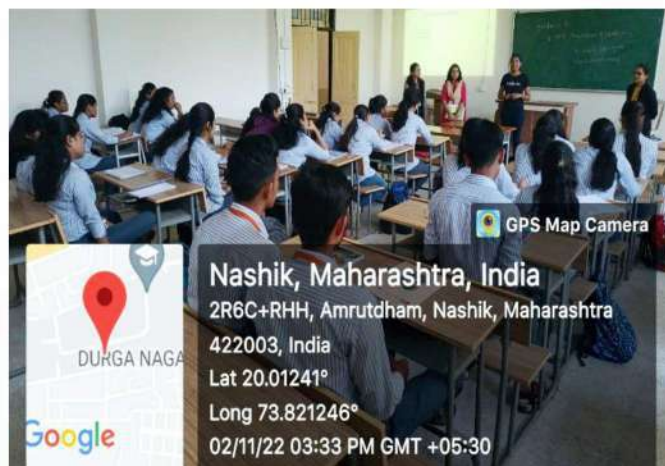 GPS Map Camera
Nashik, Maharashtra, India
2R6C+RHH, Amrutdham, Nashik, Maharashtra
422003, India
Lat 20.01241°
Long 73.821246°
02/11/22 03:33 PM GMT +05:30
DURGA NAGA
Google